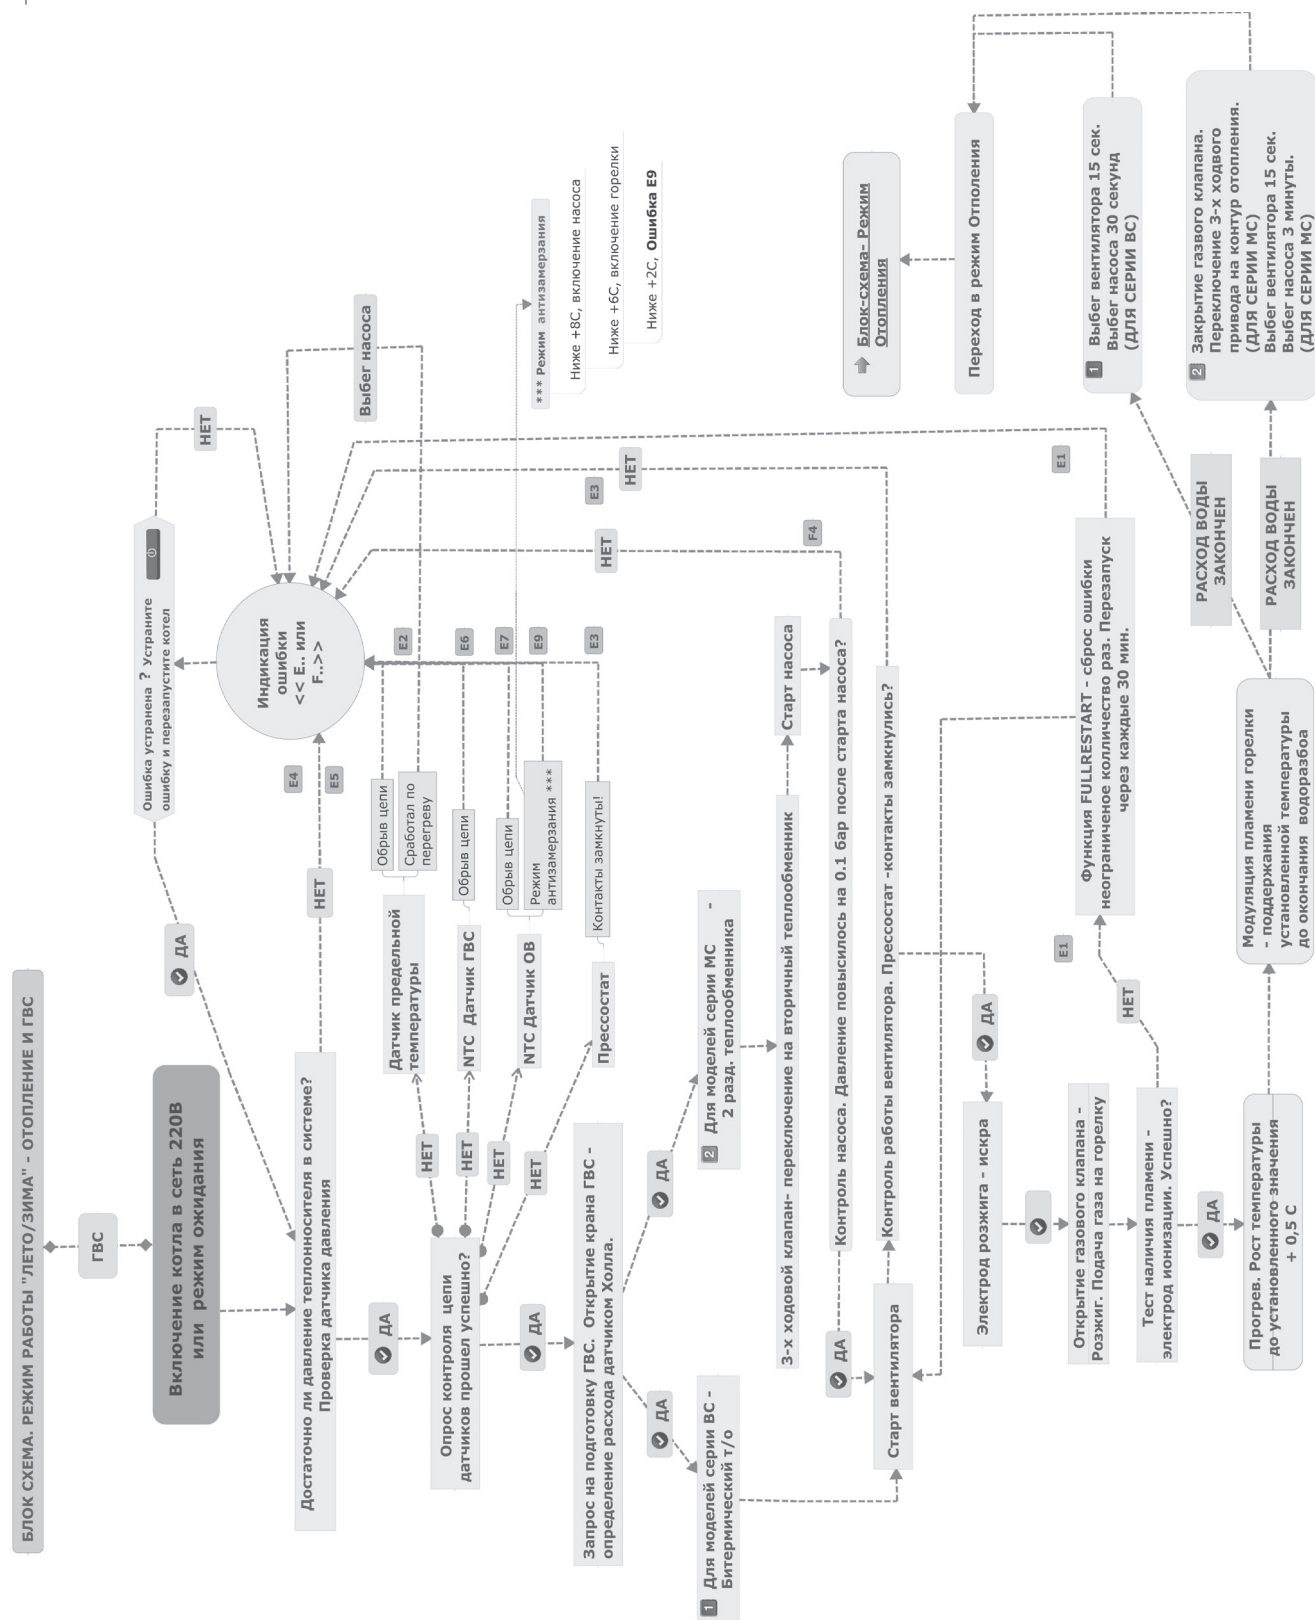 БЛОК СХЕМА. РЕЖИМ РАБОТЫ "ЛЕТО/ЗИМА" - ОТОПЛЕНИЕ И ГВС
ГВС
Включение котла в сеть 220В
или режим ожидания
ДА
Ошибка устранена ? Устраните
ошибку и перезапустите котел
НЕТ
Индикация
ошибки
<< Е.. или
F..>>
Достаточно ли давление теплонносителя в системе?
Проверка датчика давления
НЕТ
E4
E5
Выбег насоса
ДА
Опрос контроля цепи
датчиков прошел успешно?
НЕТ
НЕТ
НЕТ
НЕТ
Датчик предельной
температуры
Обрыв цепи
Сработал по
перегреву
E2
NTC Датчик ГВС
Обрыв цепи
E6
NTC Датчик ОВ
Обрыв цепи
Режим
антизамерзания ***
E7
E9
Прессостат
Контакты замкнуты!
E3
*** Режим антизамерзания
Ниже +8С, включение насоса
Ниже +6С, включение горелки
Ниже +2С, Ошибка Е9
ДА
Запрос на подготовку ГВС. Открытие крана ГВС -
определение расхода датчиком Холла.
ДА
ДА
1 Для моделей серии ВС -
Битермический т/о
2 Для моделей серии МС -
2 разд. теплообменника
3-х ходовой клапан- переключение на вторичный теплообменник
Старт насоса
Контроль насоса. Давление повысилось на 0.1 бар после старта насоса?
F4
НЕТ
ДА
Старт вентилятора
Контроль работы вентилятора. Прессостат -контакты замкнулись?
E3
НЕТ
ДА
Электрод розжига - искра
Открытие газового клапана -
Розжиг. Подача газа на горелку
Тест наличия пламени -
электрод ионизации. Успешно?
НЕТ
E1
Функция FULLRESTART - сброс ошибки
неограниченое колличество раз. Перезапуск
через каждые 30 мин.
E1
ДА
Прогрев. Рост температуры
до установленного значения
+ 0,5 С
Модуляция пламени горелки
- поддержания
установленной температуры
до окончания водоразбоа
РАСХОД ВОДЫ
ЗАКОНЧЕН
РАСХОД ВОДЫ
ЗАКОНЧЕН
1 Выбег вентилятора 15 сек.
Выбег насоса 30 секунд
(ДЛЯ СЕРИИ ВС)
2 Закрытие газвого клапана.
Переключение 3-х ходвого
привода на контур отопления.
(ДЛЯ СЕРИИ МС)
Выбег вентилятора 15 сек.
Выбег насоса 3 минуты.
(ДЛЯ СЕРИИ МС)
Переход в режим Отполения
Блок-схема- Режим
Отопления